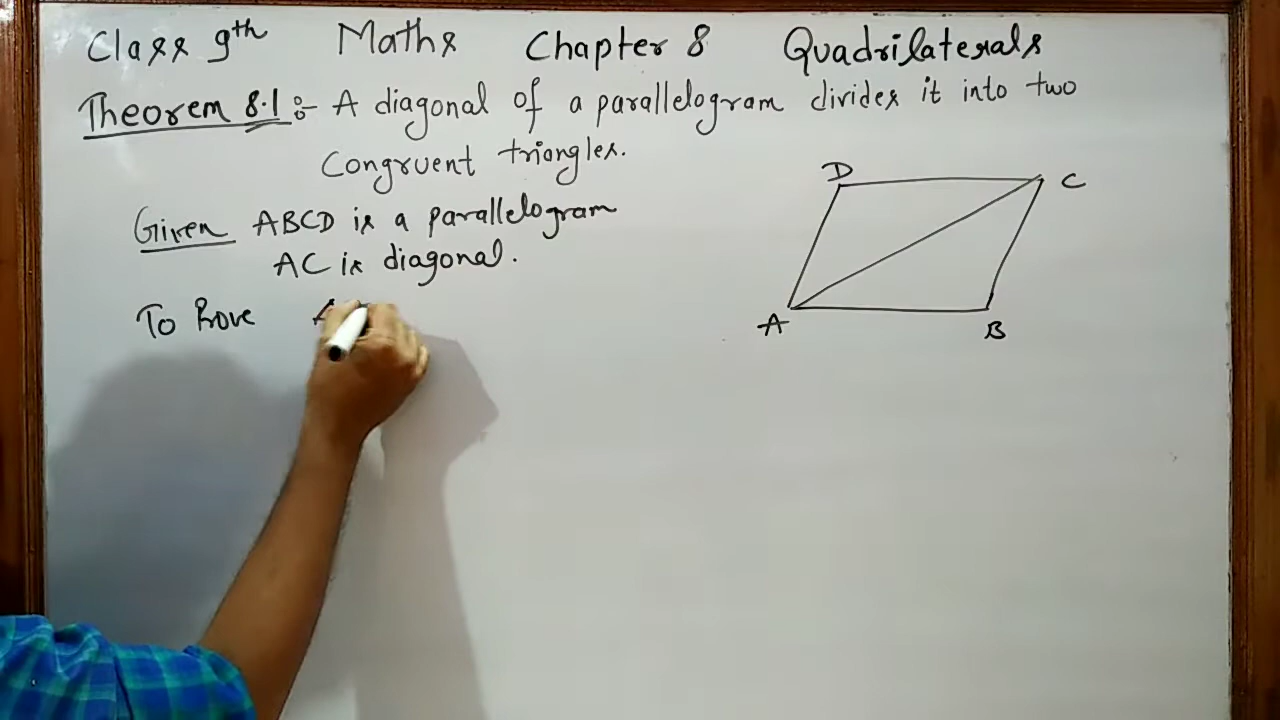 Class 9th Maths Chapter 8 Quadrilaterals
Theorem 8.1:- A diagonal of a parallelogram divides it into two
Congruent triangles.
Given ABCD is a parallelogram
AC is diagonal.
To Prove
D C
A B